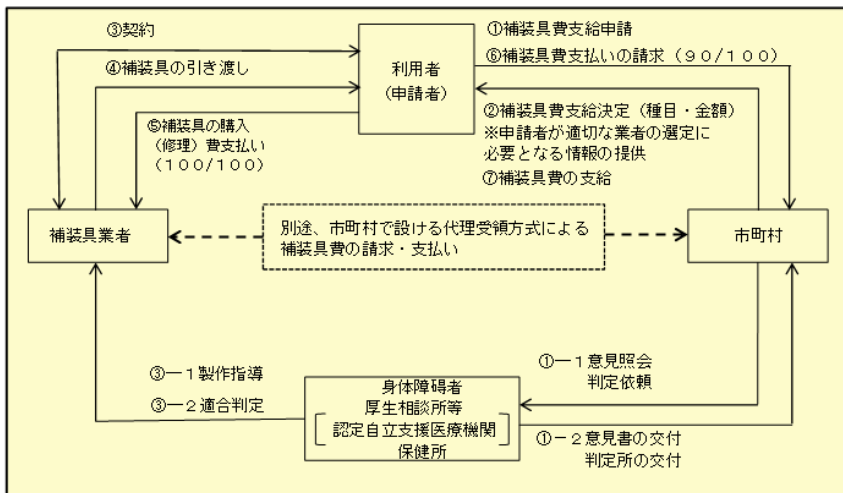 ③契約
④補装具の引き渡し
⑤補装具の購入
(修理)費支払い
(100/100)
利用者
(申請者)
①補装具費支給申請
⑥補装具費支払いの請求(90/100)
②補装具費支給決定(種目・金額)
※申請者が適切な業者の選定に
必要となる情報の提供
⑦補装具費の支給
補装具業者
別途、市町村で設ける代理受領方式による
補装具費の請求・支払い
市町村
③ー1製作指導
③ー2適合判定
身体障碍者
厚生相談所等
認定自立支援医療機関
保健所
①ー1意見照会
判定依頼
①ー2意見書の交付
判定所の交付